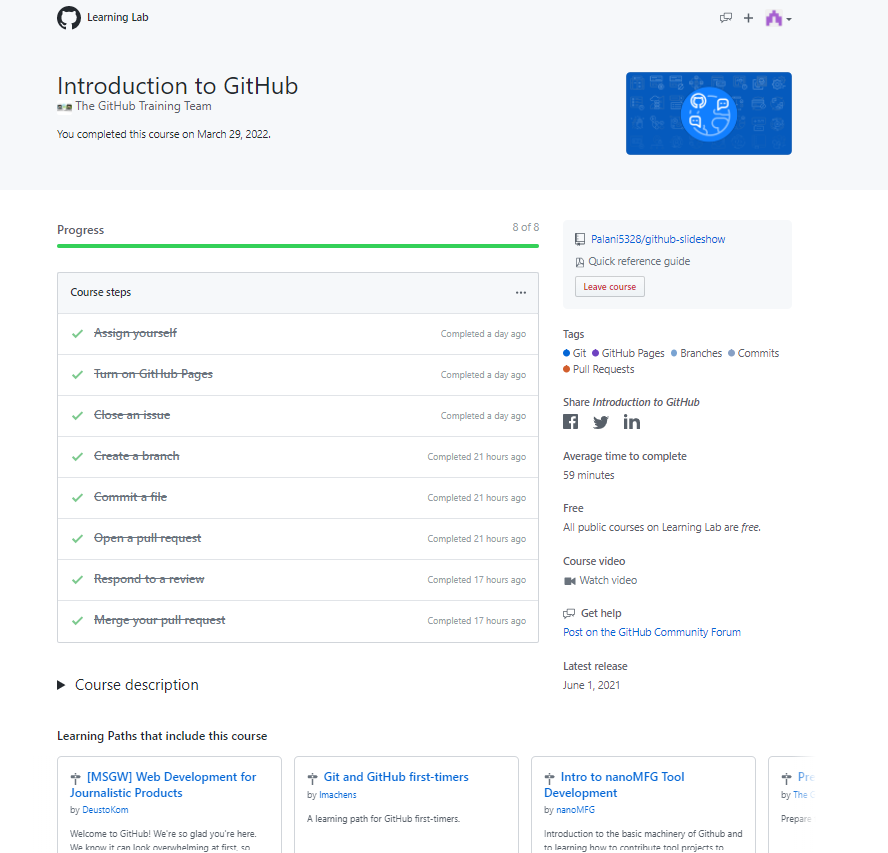 Learning Lab
Introduction to GitHub
The GitHub Training Team
You completed this course on March 29, 2022.
Progress
8 of 8
Course steps
Assign yourself
Completed a day ago
Turn on GitHub Pages
Completed a day ago
Close an issue
Completed a day ago
Create a branch
Completed 21 hours ago
Commit a file
Completed 21 hours ago
Open a pull request
Completed 21 hours ago
Respond to a review
Completed 17 hours ago
Merge your pull request
Completed 17 hours ago
Course description
Palani5328/github-slideshow
Quick reference guide
Leave course
Tags
Git GitHub Pages Branches Commits
Pull Requests
Share Introduction to GitHub
Average time to complete
59 minutes
Free
All public courses on Learning Lab are free.
Course video
Watch video
Get help
Post on the GitHub Community Forum
Latest release
June 1, 2021
Learning Paths that include this course
[MSGW] Web Development for
Journalistic Products
by DeustoKom
Welcome to GitHub! We're so glad you're here.
We know it can look overwhelming at first, so
Git and GitHub first-timers
by lmachens
A learning path for GitHub first-timers.
Intro to nanoMFG Tool
Development
by nanoMFG
Introduction to the basic machinery of Github and
to learning how to contribute tool projects to
Pre
by The G
Prepare